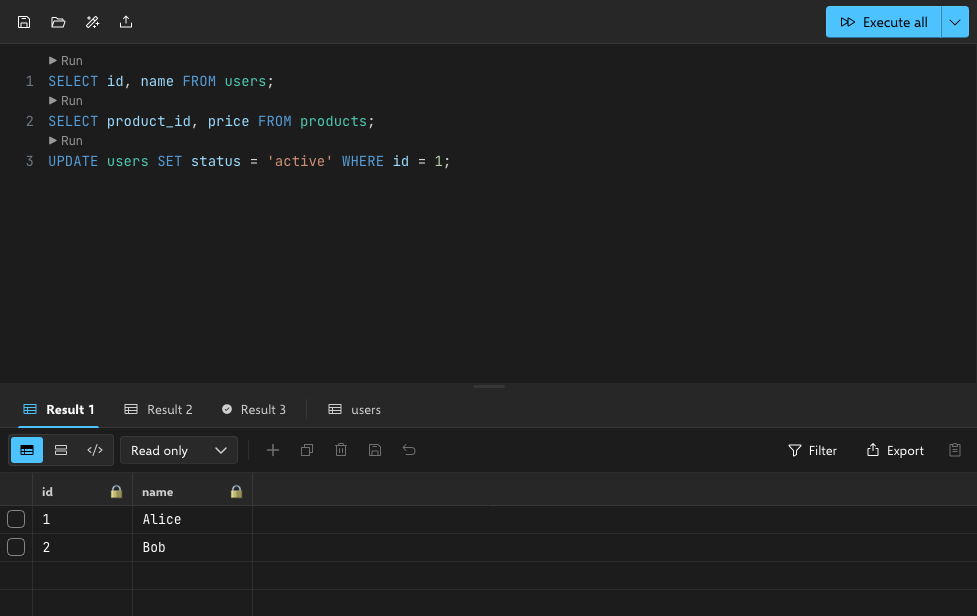 Execute all
Run
1 SELECT id, name FROM users;
Run
2 SELECT product_id, price FROM products;
Run
3 UPDATE users SET status = 'active' WHERE id = 1;
Result 1 Result 2 Result 3 users
</> Read only Filter Export
id name
1 Alice
2 Bob